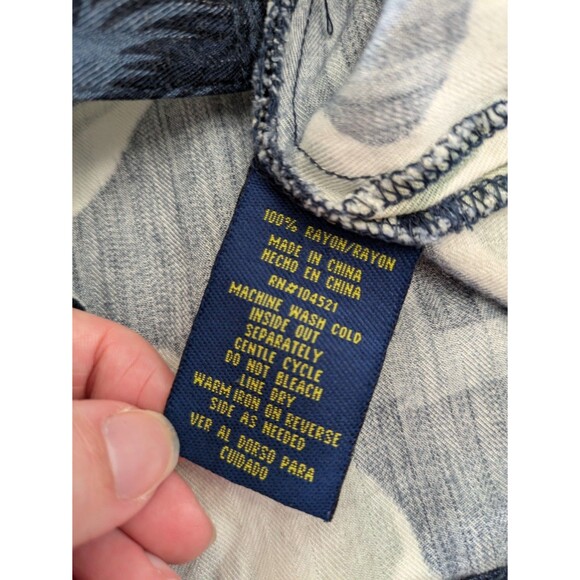 100% RAYON/RAYON
MADE IN CHINA
HECHO EN CHINA
RN#104521
MACHINE WASH COLD
INSIDE OUT
SEPARATELY
GENTLE CYCLE
DO NOT BLEACH
LINE DRY
WARM IRON ON REVERSE
SIDE AS NEEDED
VER AL DORSO PARA
CUIDADO